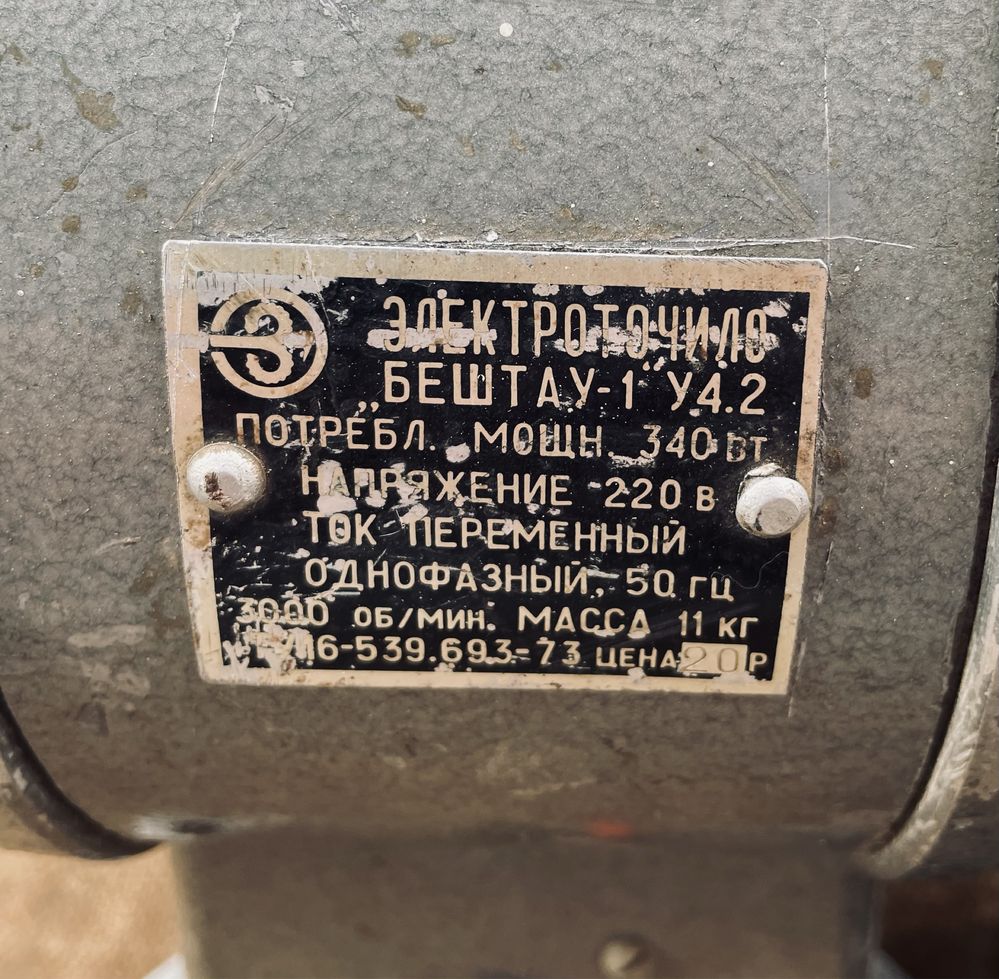 ЭЛЕКТРОТОЧИЛО
„БЕШТАУ-1" У4.2
ПОТРЕБЛ. МОЩН. 340 ВТ
НАПРЯЖЕНИЕ 220 В
ТОК ПЕРЕМЕННЫЙ
ОДНОФАЗНЫЙ, 50 ГЦ
3000 ОБ/МИН. МАССА 11 КГ
ТУ16-539.693-73 ЦЕНА 20 Р